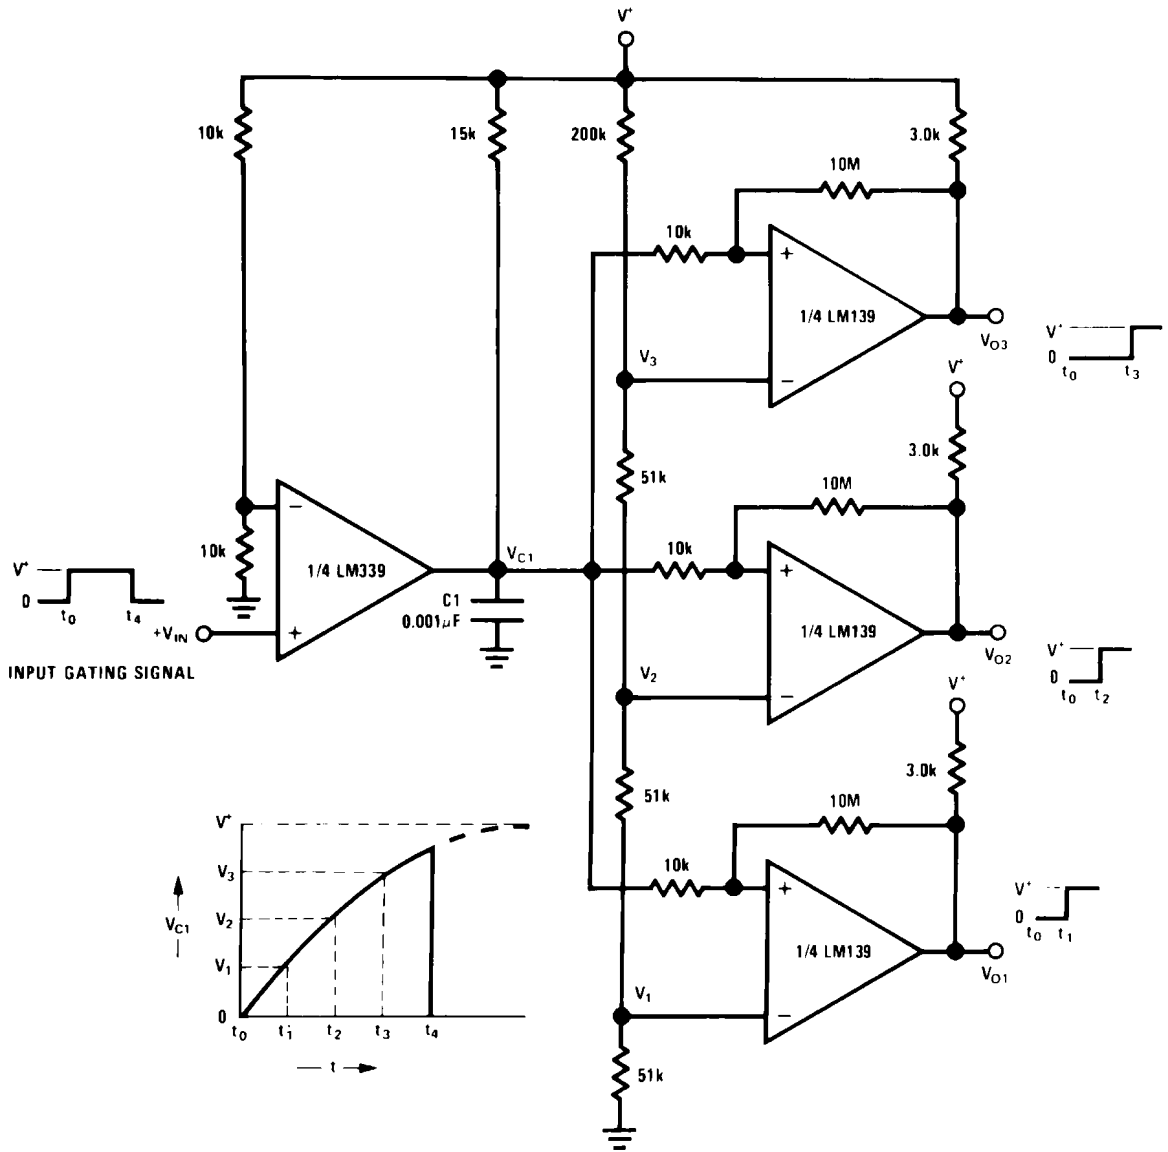 V+
10k
15k
200k
3.0k
10M
10k
+
1/4 LM139
V3
−
VO3
V+
0
t0
t3
V+
51k
3.0k
10M
−
10k
VC1
10k
+
1/4 LM339
1/4 LM139
V+
0
t0
t4
C1
0.001µF
+VIN
+
VO2
V+
0
t0
t2
INPUT GATING SIGNAL
V2
−
V+
51k
3.0k
10M
V+
V3
10k
+
V2
VC1
1/4 LM139
V+
0
t0
t1
V1
VO1
V1
−
0
t0
t1
t2
t3
t4
t
51k